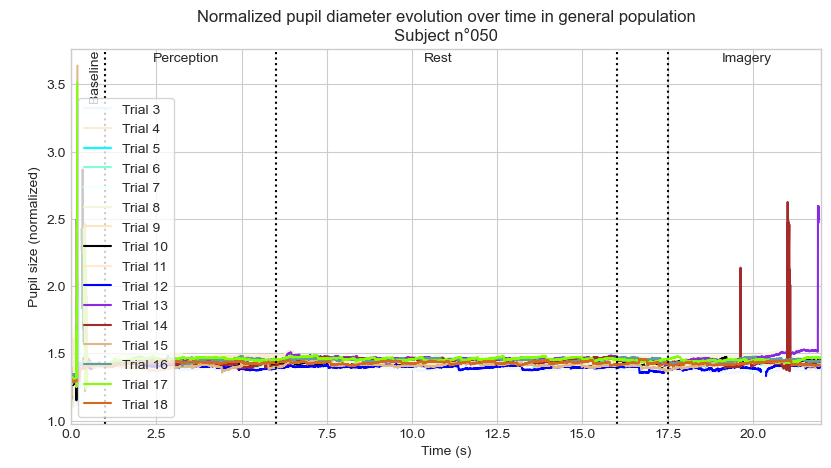 Normalized pupil diameter evolution over time in general population
Subject n°050
Baseline
Perception
Rest
Imagery
Pupil size (normalized)
3.5
3.0
2.5
2.0
1.5
1.0
Trial 3
Trial 4
Trial 5
Trial 6
Trial 7
Trial 8
Trial 9
Trial 10
Trial 11
Trial 12
Trial 13
Trial 14
Trial 15
Trial 16
Trial 17
Trial 18
0.0 2.5 5.0 7.5 10.0 12.5 15.0 17.5 20.0
Time (s)